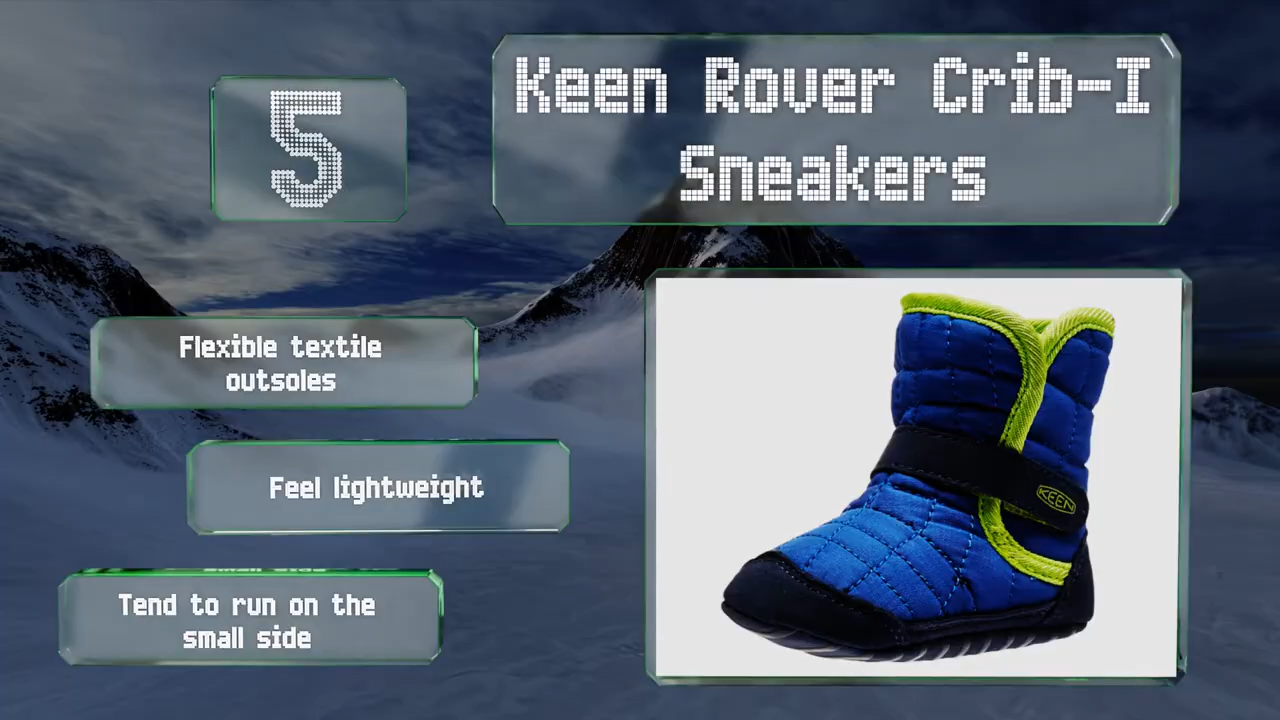 5
Keen Rover Crib-I
Sneakers
Flexible textile
outsoles
Feel lightweight
Tend to run on the
small side
KEEN